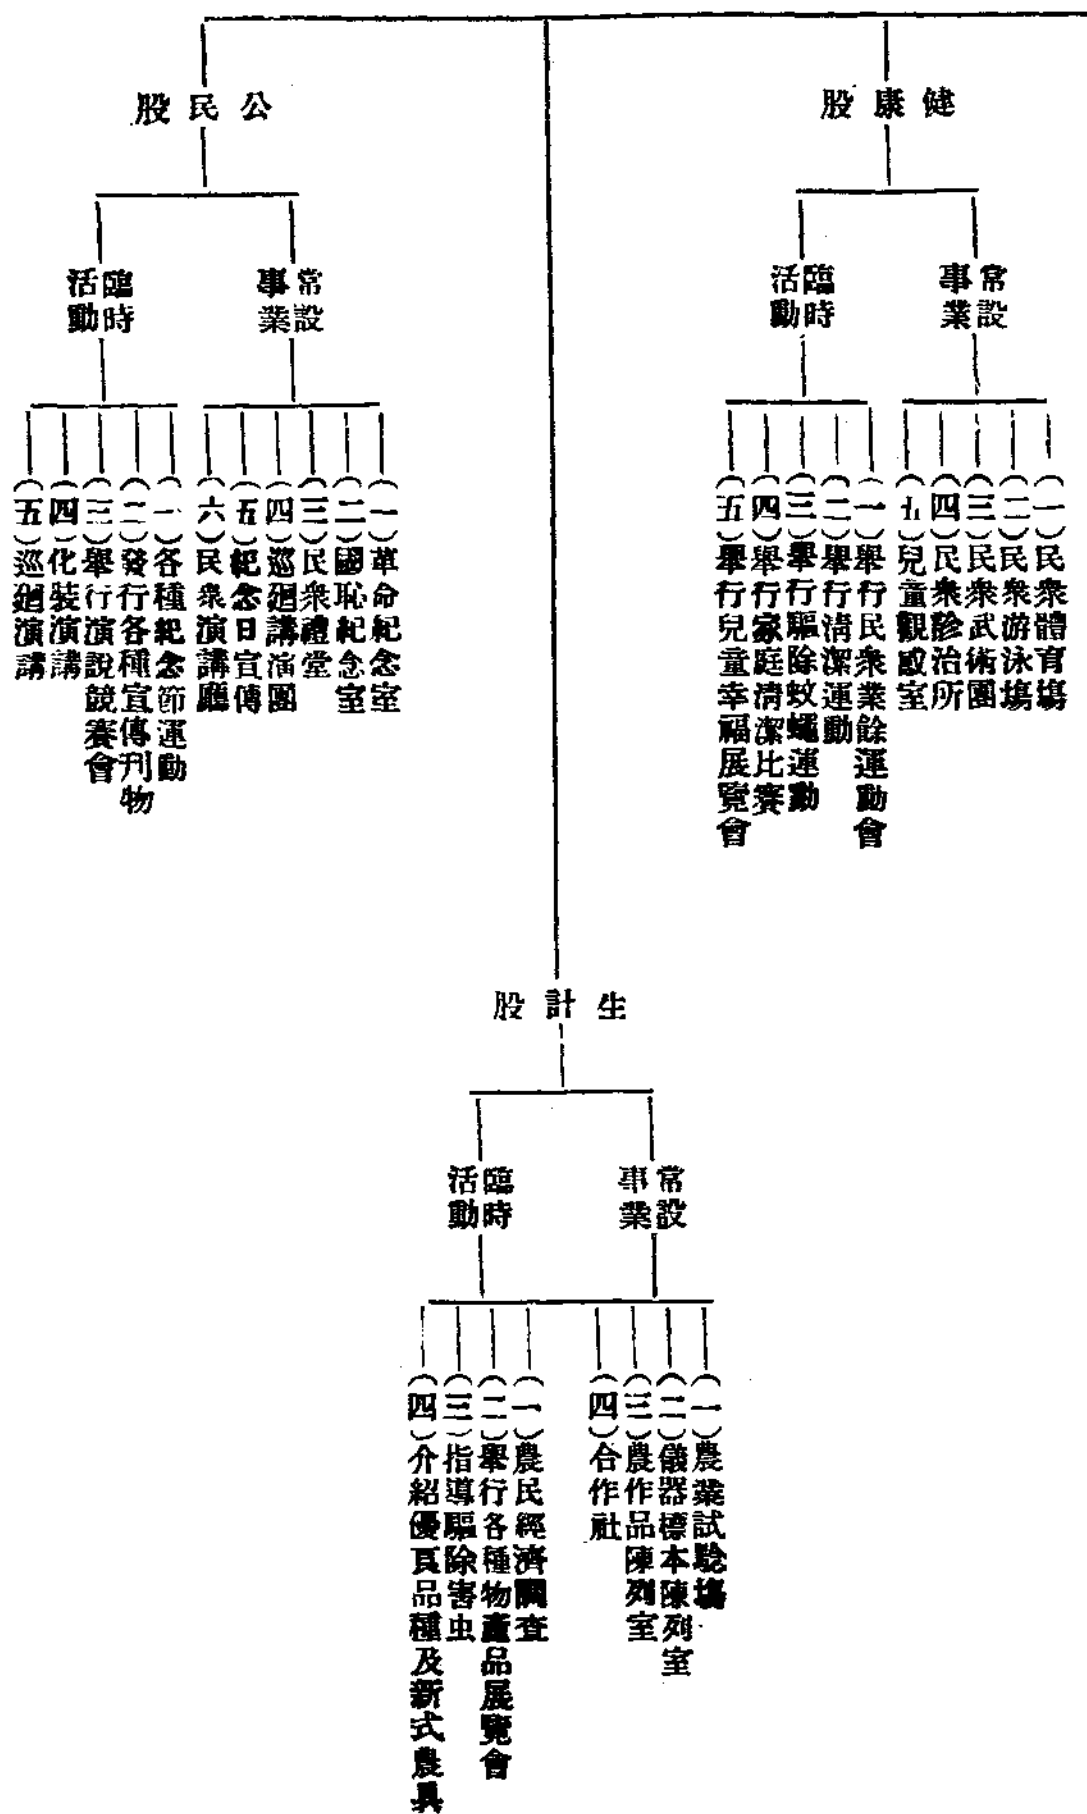 健康股
常設事業
(一)民衆體育場
(二)民衆游泳塲
(三)民衆武術團
(四)民衆診治所
(五)兒童觀感室
臨時活動
(一)舉行民衆業餘運動會
(二)舉行清潔運動
(三)舉行驅除蚊蠅運動
(四)舉行家庭清潔比賽
(五)舉行兒童幸福展覽會
生計股
常設事業
(一)農業試驗塲
(二)儀器標本陳列室
(三)農作品陳列室
(四)合作社
臨時活動
(一)農民經濟調查
(二)舉行各種物產品展覽會
(三)指導驅除害虫
(四)介紹優良品種及新式農具
公民股
常設事業
(一)革命紀念室
(二)國恥紀念室
(三)民衆禮堂
(四)巡廻講演團
(五)紀念日宣傳
(六)民衆演講廳
臨時活動
(一)各種紀念節運動
(二)發行各種宣傳刊物
(三)舉行演說競賽會
(四)化裝演講
(五)巡廻演講